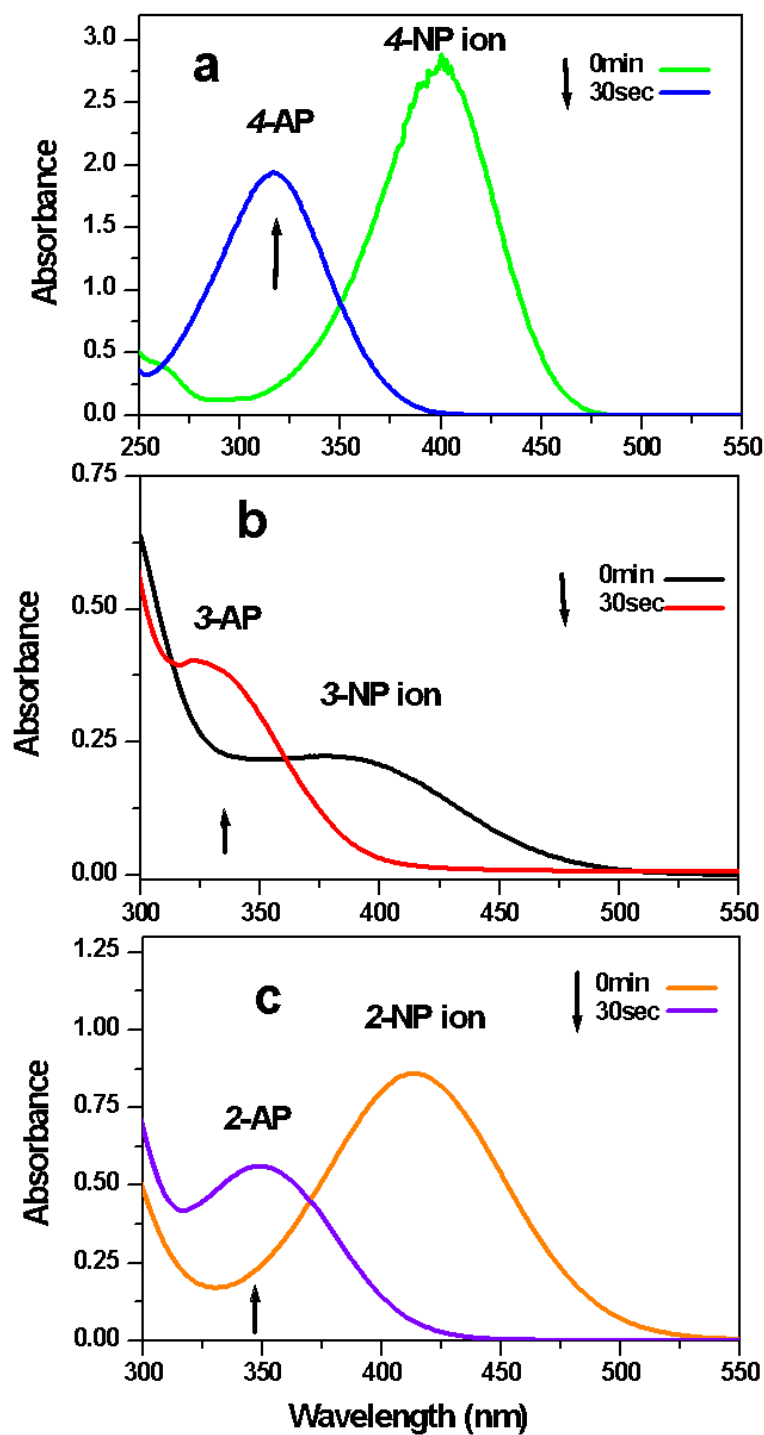 a
4-NP ion
4-AP
0min
30sec
Absorbance
3.0
2.5
2.0
1.5
1.0
0.5
0.0
250 300 350 400 450 500 550
b
3-AP
3-NP ion
0min
30sec
Absorbance
0.75
0.50
0.25
0.00
300 350 400 450 500 550
c
2-NP ion
2-AP
0min
30sec
Absorbance
1.25
1.00
0.75
0.50
0.25
0.00
300 350 400 450 500 550
Wavelength (nm)